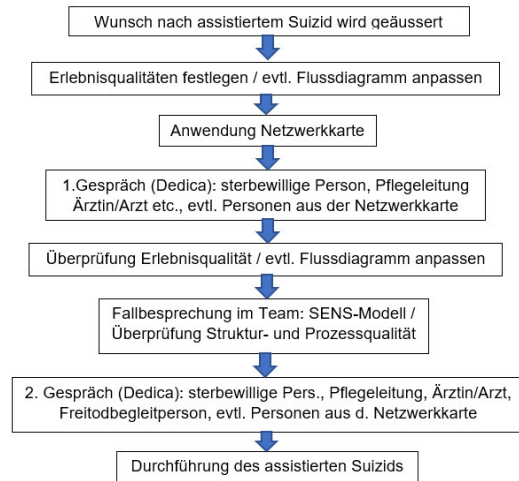 Wunsch nach assistiertem Suizid wird geäussert
Erlebnisqualitäten festlegen / evtl. Flussdiagramm anpassen
Anwendung Netzwerkkarte
1.Gespräch (Dedica): sterbewillige Person, Pflegeleitung
Ärztin/Arzt etc., evtl. Personen aus der Netzwerkkarte
Überprüfung Erlebnisqualität / evtl. Flussdiagramm anpassen
Fallbesprechung im Team: SENS-Modell /
Überprüfung Struktur- und Prozessqualität
2. Gespräch (Dedica): sterbewillige Pers., Pflegeleitung, Ärztin/Arzt,
Freitodbegleitperson, evtl. Personen aus d. Netzwerkkarte
Durchführung des assistierten Suizids